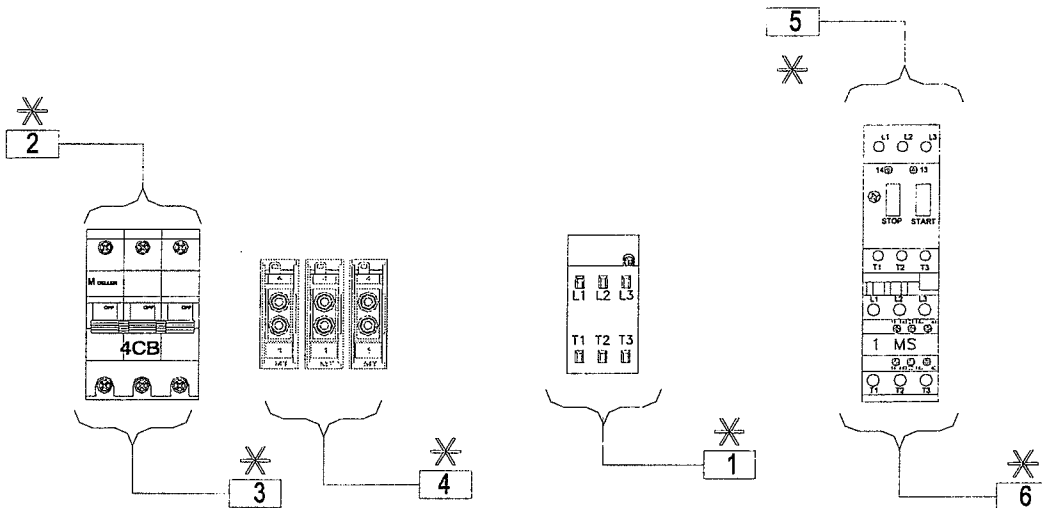 5
2
L1 L2 L3
14 13
STOP START
M OELLER
OFF OFF OFF
4CB
L1 L2 L3
T1 T2 T3
T1 T2 T3
L1 L2 L3
1 MS
T1 T2 T3
1
3
4
6